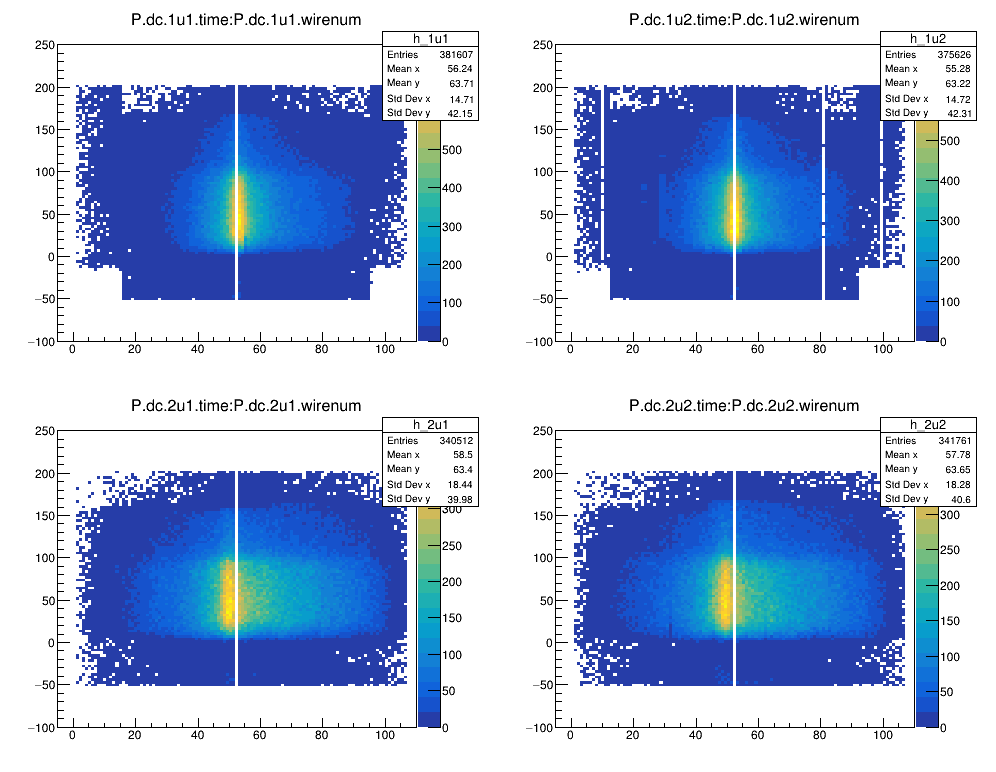 P.dc.1u1.time:P.dc.1u1.wirenum
h_1u1
Entries 381607
Mean x 56.24
Mean y 63.71
Std Dev x 14.71
Std Dev y 42.15
250
200
150
100
50
0
−50
−100
0 20 40 60 80 100
500
400
300
200
100
0
P.dc.1u2.time:P.dc.1u2.wirenum
h_1u2
Entries 375626
Mean x 55.28
Mean y 63.22
Std Dev x 14.72
Std Dev y 42.31
250
200
150
100
50
0
−50
−100
0 20 40 60 80 100
500
400
300
200
100
0
P.dc.2u1.time:P.dc.2u1.wirenum
h_2u1
Entries 340512
Mean x 58.5
Mean y 63.4
Std Dev x 18.44
Std Dev y 39.98
250
200
150
100
50
0
−50
−100
0 20 40 60 80 100
300
250
200
150
100
50
0
P.dc.2u2.time:P.dc.2u2.wirenum
h_2u2
Entries 341761
Mean x 57.78
Mean y 63.65
Std Dev x 18.28
Std Dev y 40.6
250
200
150
100
50
0
−50
−100
0 20 40 60 80 100
300
250
200
150
100
50
0